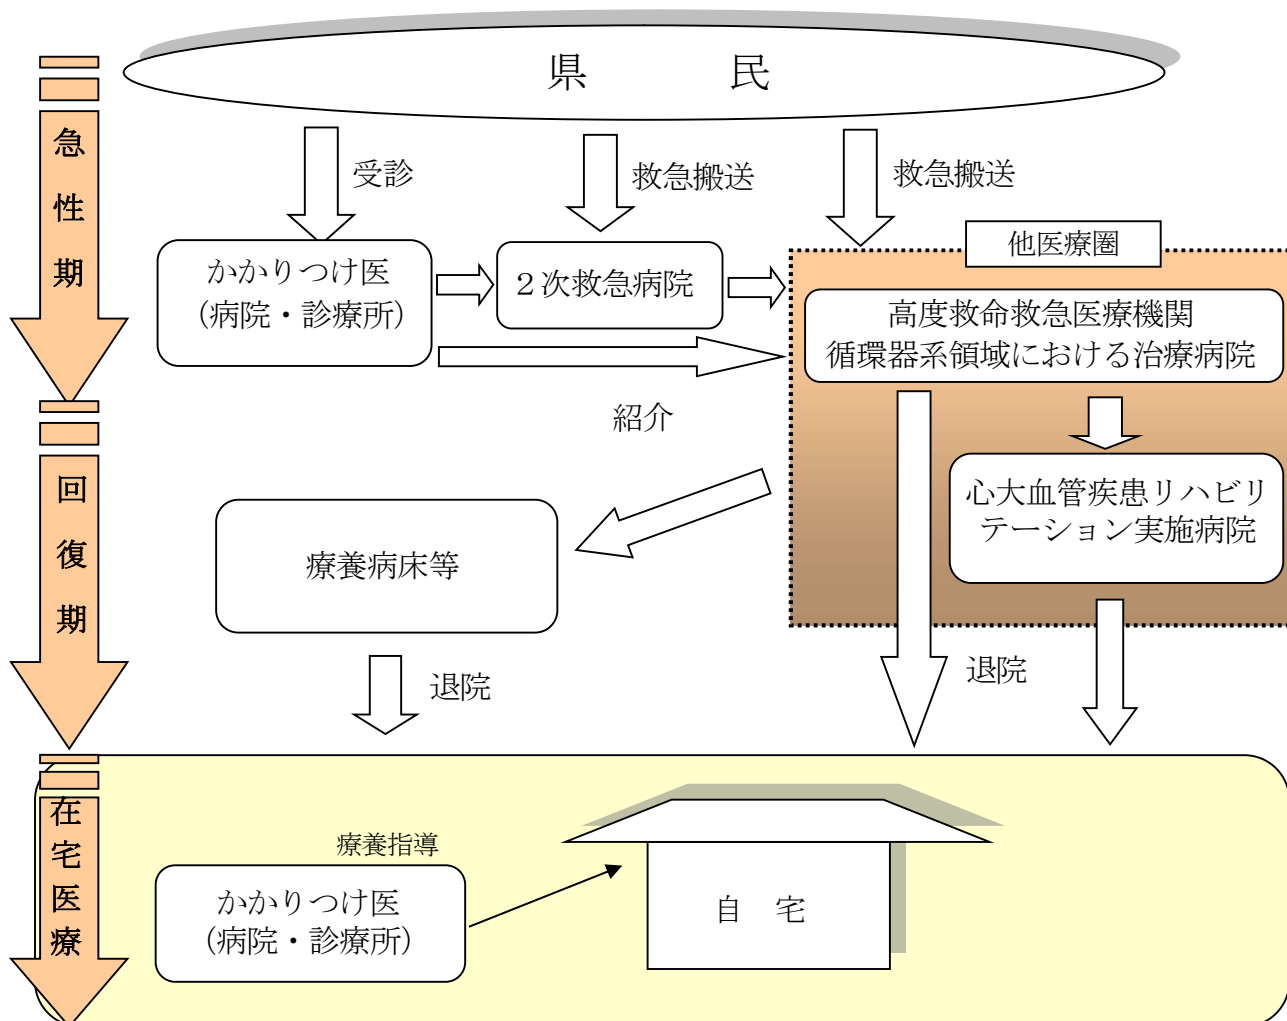 県　民
急性期
受診
救急搬送
救急搬送
他医療圏
かかりつけ医
(病院・診療所)
２次救急病院
高度救命救急医療機関
循環器系領域における治療病院
紹介
回復期
心大血管疾患リハビリ
テーション実施病院
療養病床等
退院
退院
在宅医療
療養指導
かかりつけ医
(病院・診療所)
自　宅